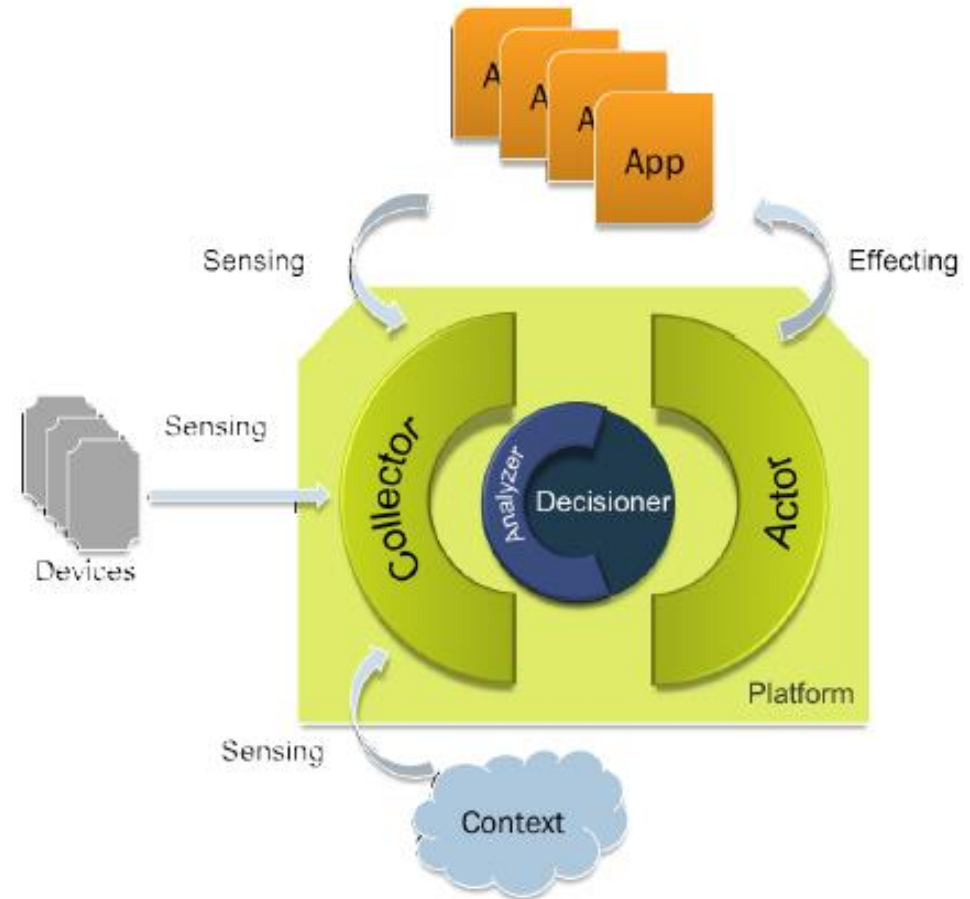 A
A
A
App
Sensing
Effecting
Sensing
Devices
Collector
Analyzer
Decisioner
Actor
Platform
Sensing
Context